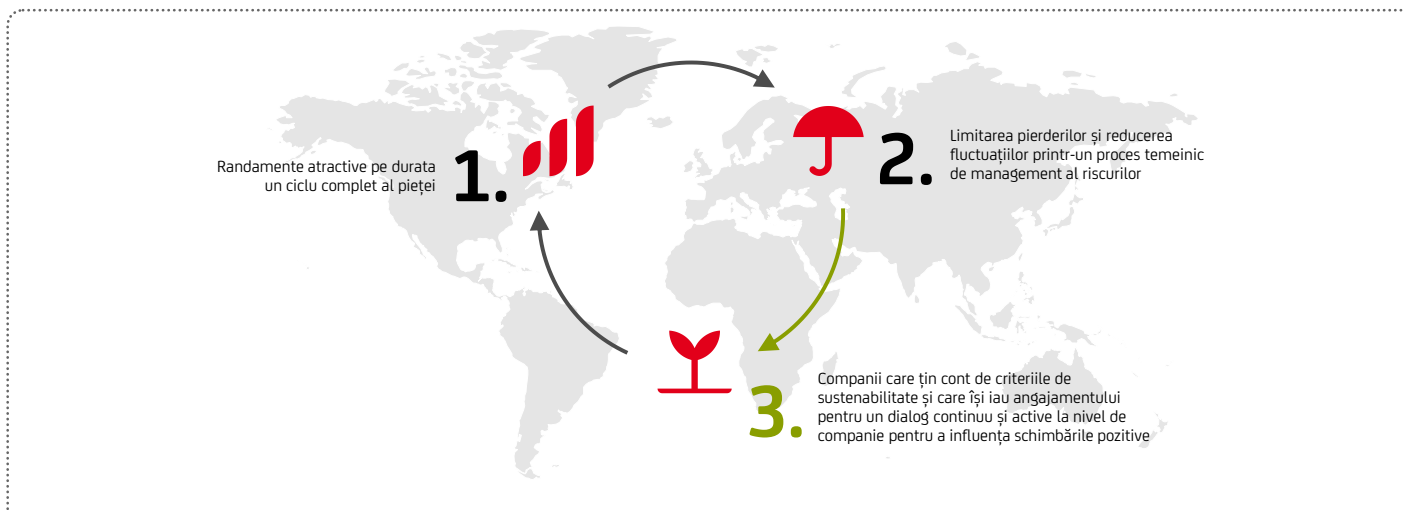 Randamente atractive pe durata
un ciclu complet al pieței
1.
2.
Limitarea pierderilor și reducerea
fluctuațiilor printr-un proces temeinic
de management al riscurilor
3.
Companii care țin cont de criteriile de
sustenabilitate și care își iau angajamentului
pentru un dialog continuu și active la nivel de
companie pentru a influența schimbările pozitive